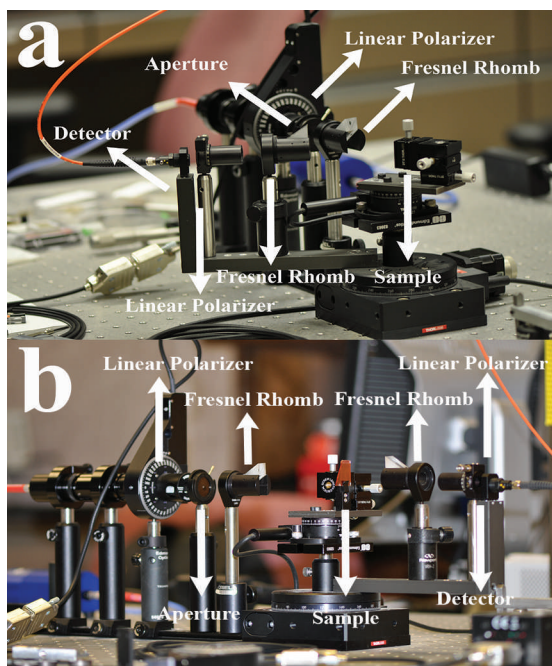 a
Linear Polarizer
Aperture
Fresnel Rhomb
Detector
Fresnel Rhomb
Sample
Linear Polarizer
b
Linear Polarizer
Linear Polarizer
Fresnel Rhomb
Fresnel Rhomb
Aperture
Sample
Detector